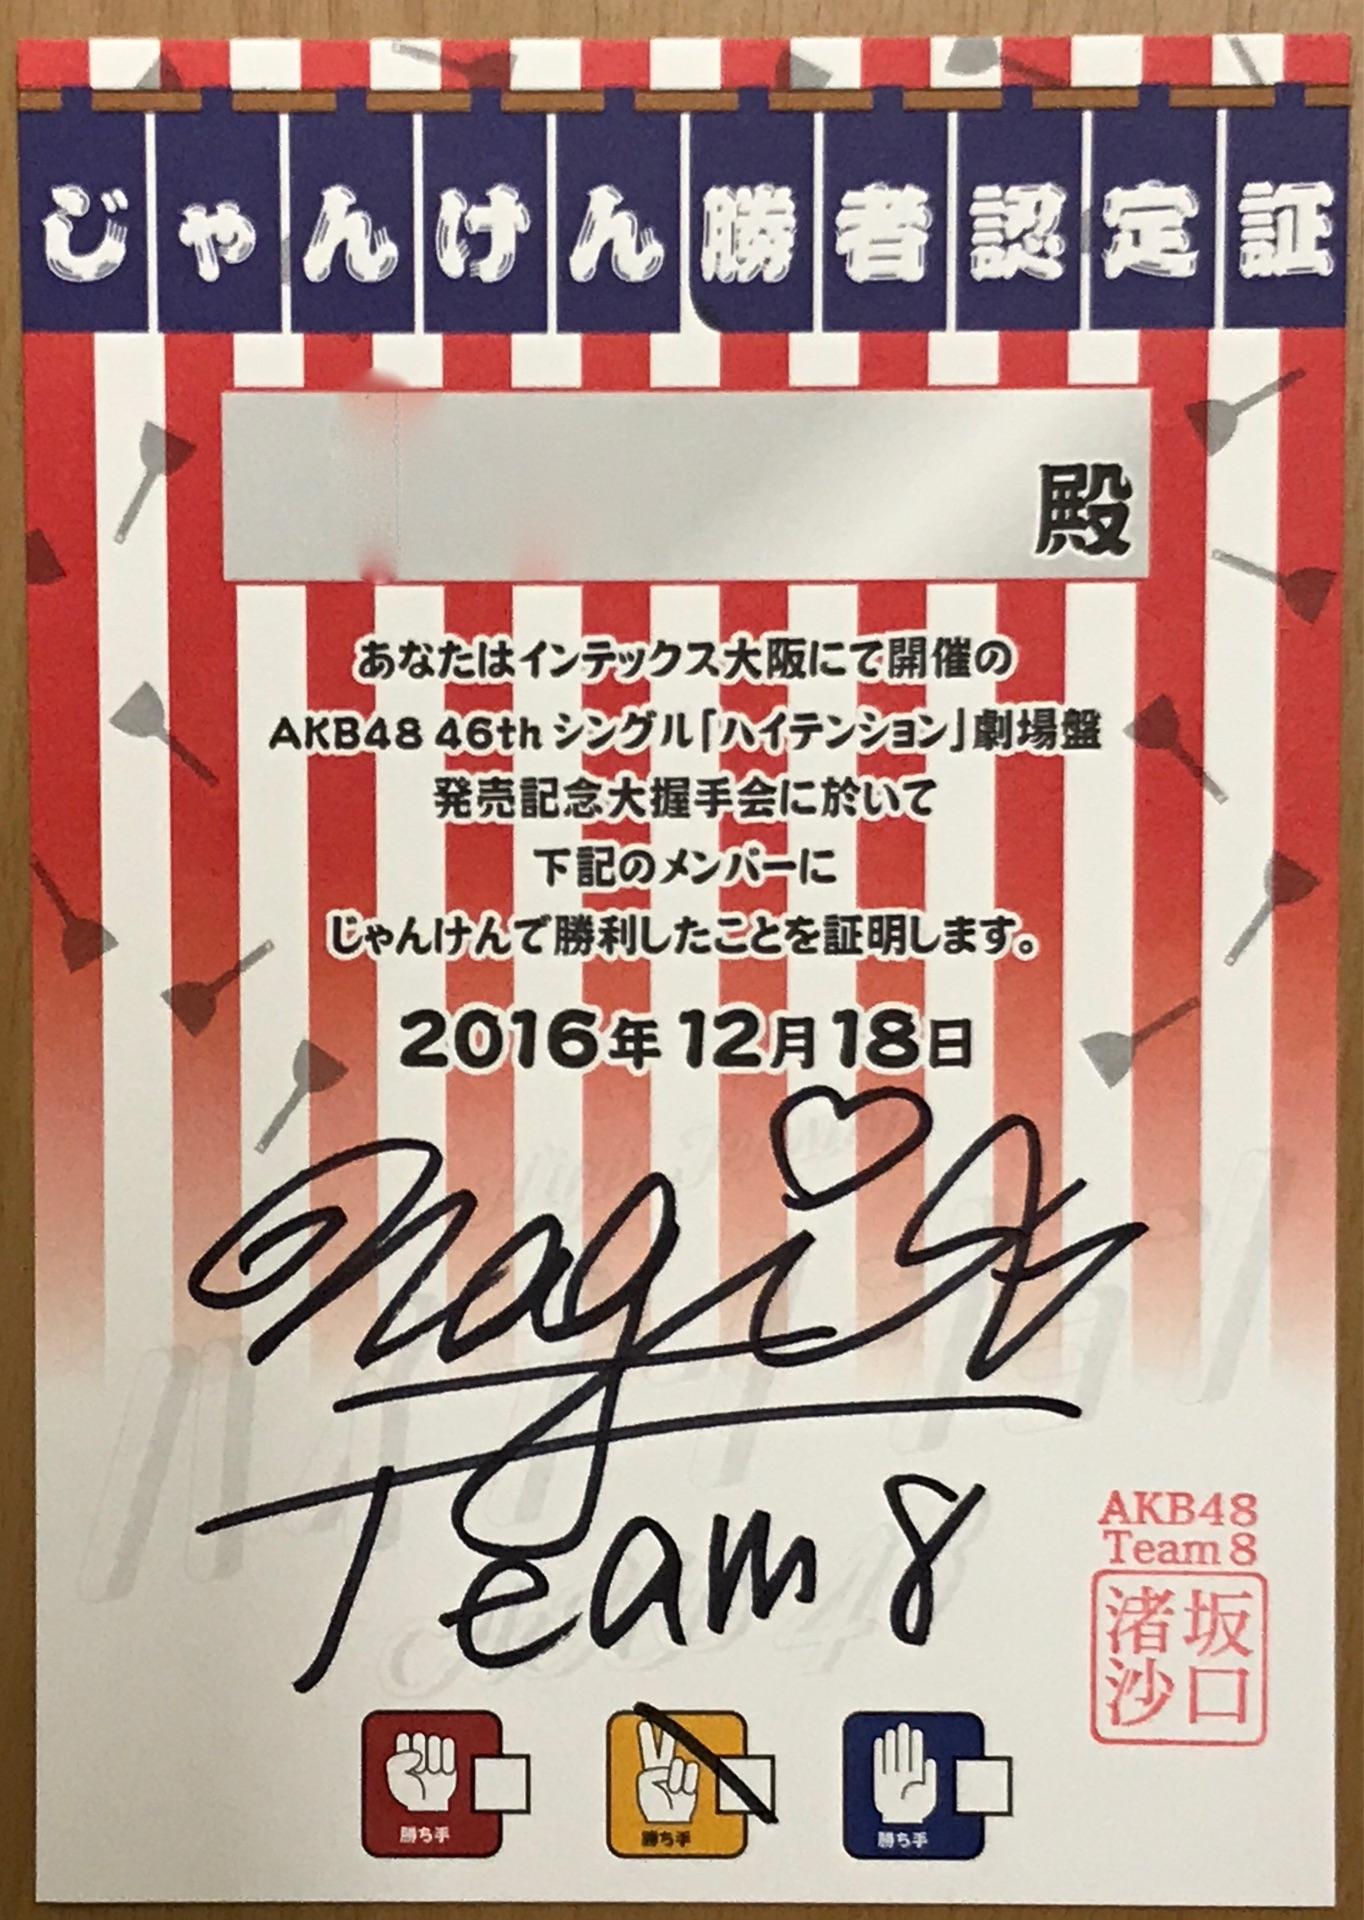 じゃんけん勝者認定証
殿
あなたはインテックス大阪にて開催の
AKB48 46th シングル「ハイテンション」劇場盤
発売記念大握手会に於いて
下記のメンバーに
じゃんけんで勝利したことを証明します。
2016年12月18日
Nagisa
Team 8
AKB48
Team 8
坂口
渚沙
勝ち手
勝ち手
勝ち手